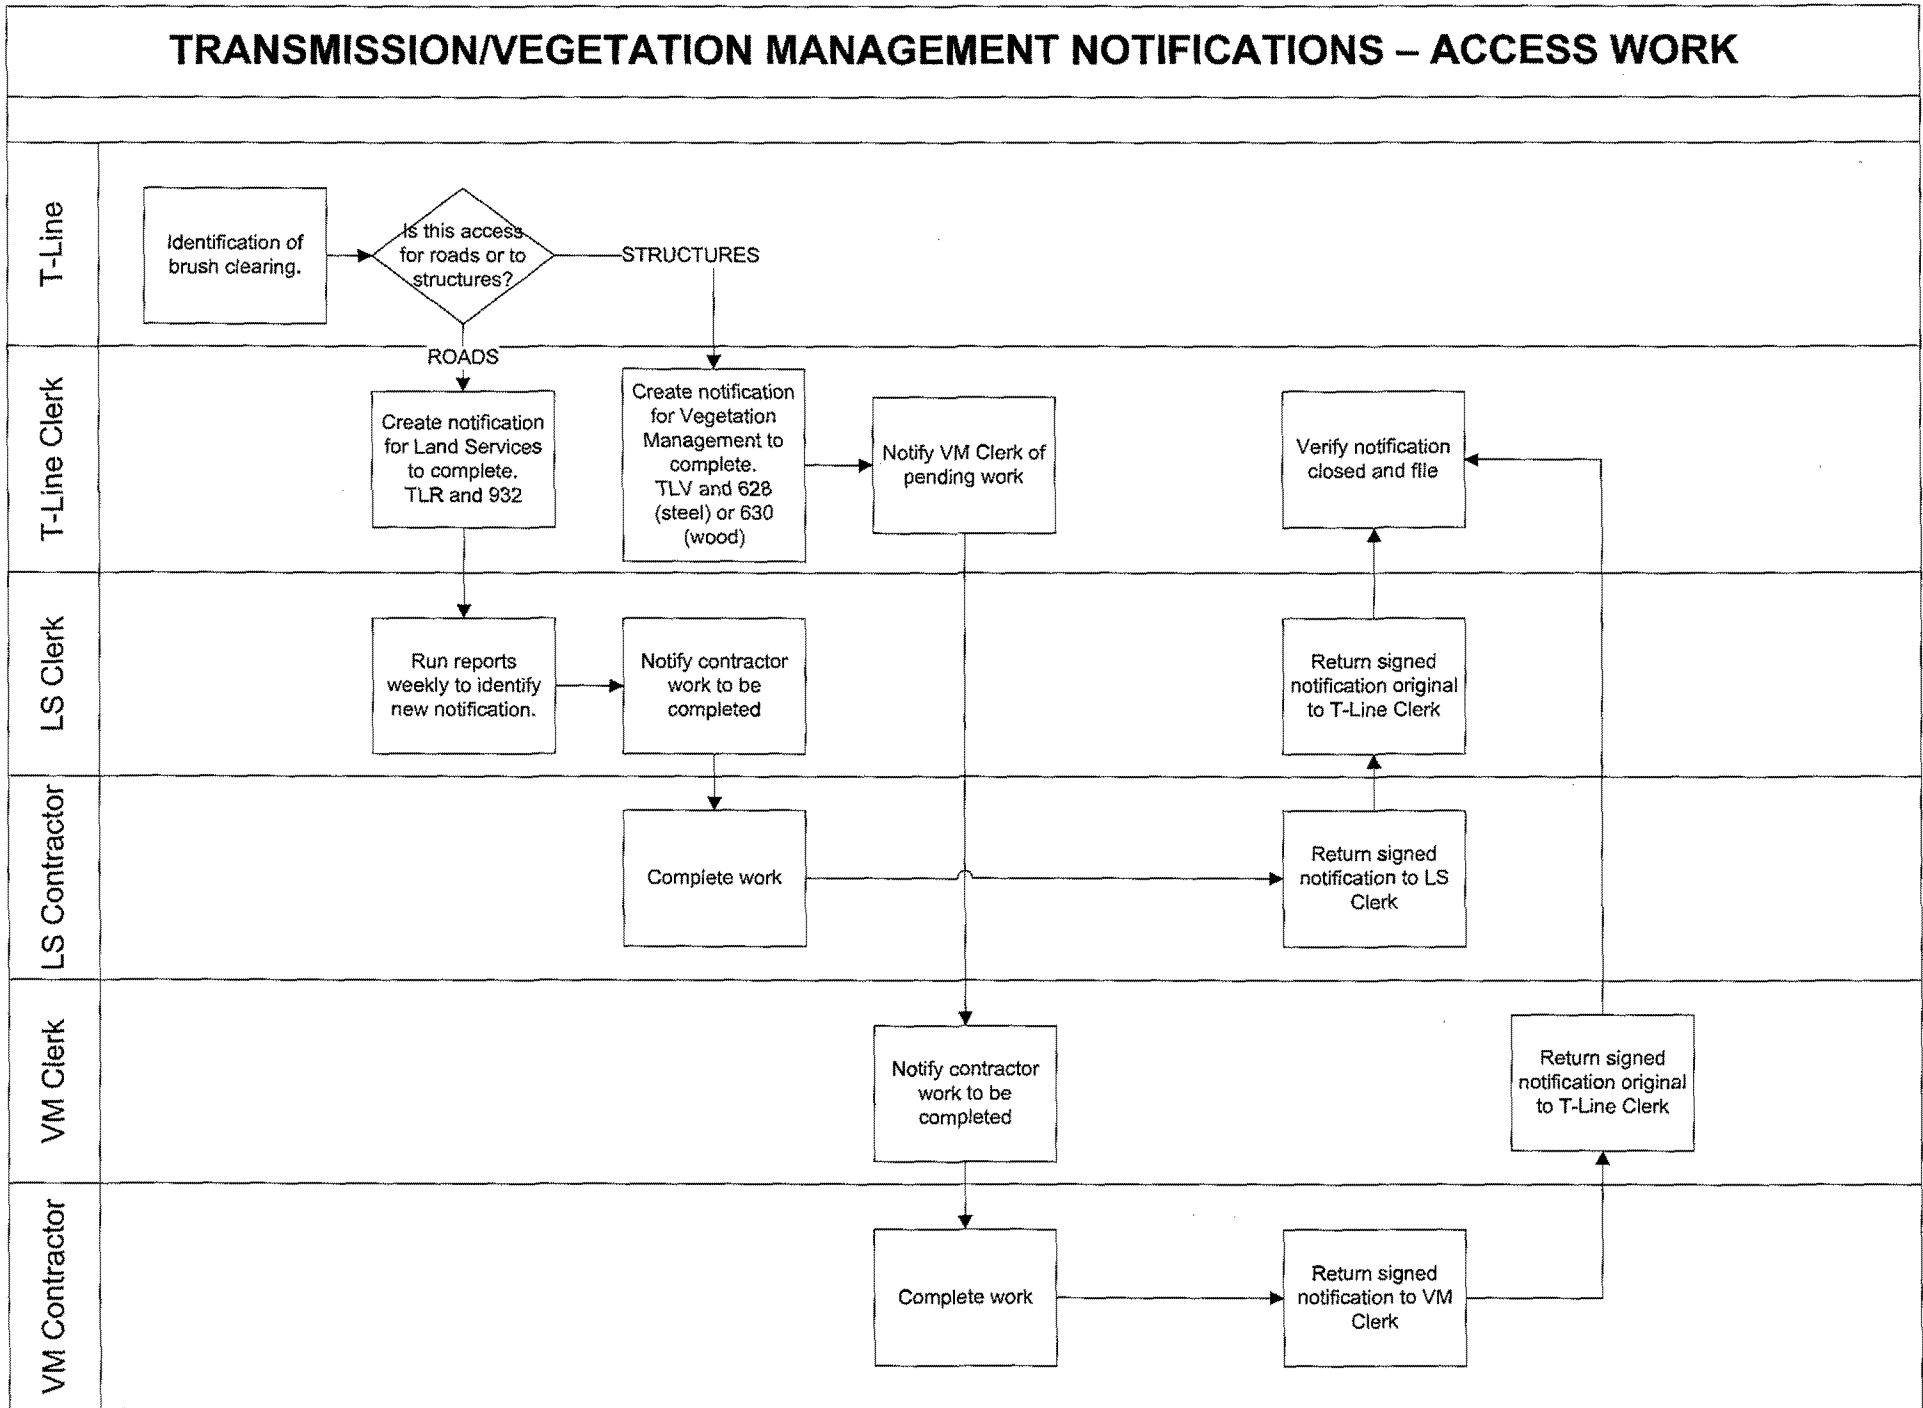 TRANSMISSION/VEGETATION MANAGEMENT NOTIFICATIONS – ACCESS WORK
T-Line
Identification of
brush clearing.
Is this access
for roads or to
structures?
STRUCTURES
ROADS
T-Line Clerk
Create notification
for Land Services
to complete.
TLR and 932
Create notification
for Vegetation
Management to
complete.
TLV and 628
(steel) or 630
(wood)
Notify VM Clerk of
pending work
Verify notification
closed and file
LS Clerk
Run reports
weekly to identify
new notification.
Notify contractor
work to be
completed
Return signed
notification original
to T-Line Clerk
LS Contractor
Complete work
Return signed
notification to LS
Clerk
VM Clerk
Notify contractor
work to be
completed
Return signed
notification original
to T-Line Clerk
VM Contractor
Complete work
Return signed
notification to VM
Clerk